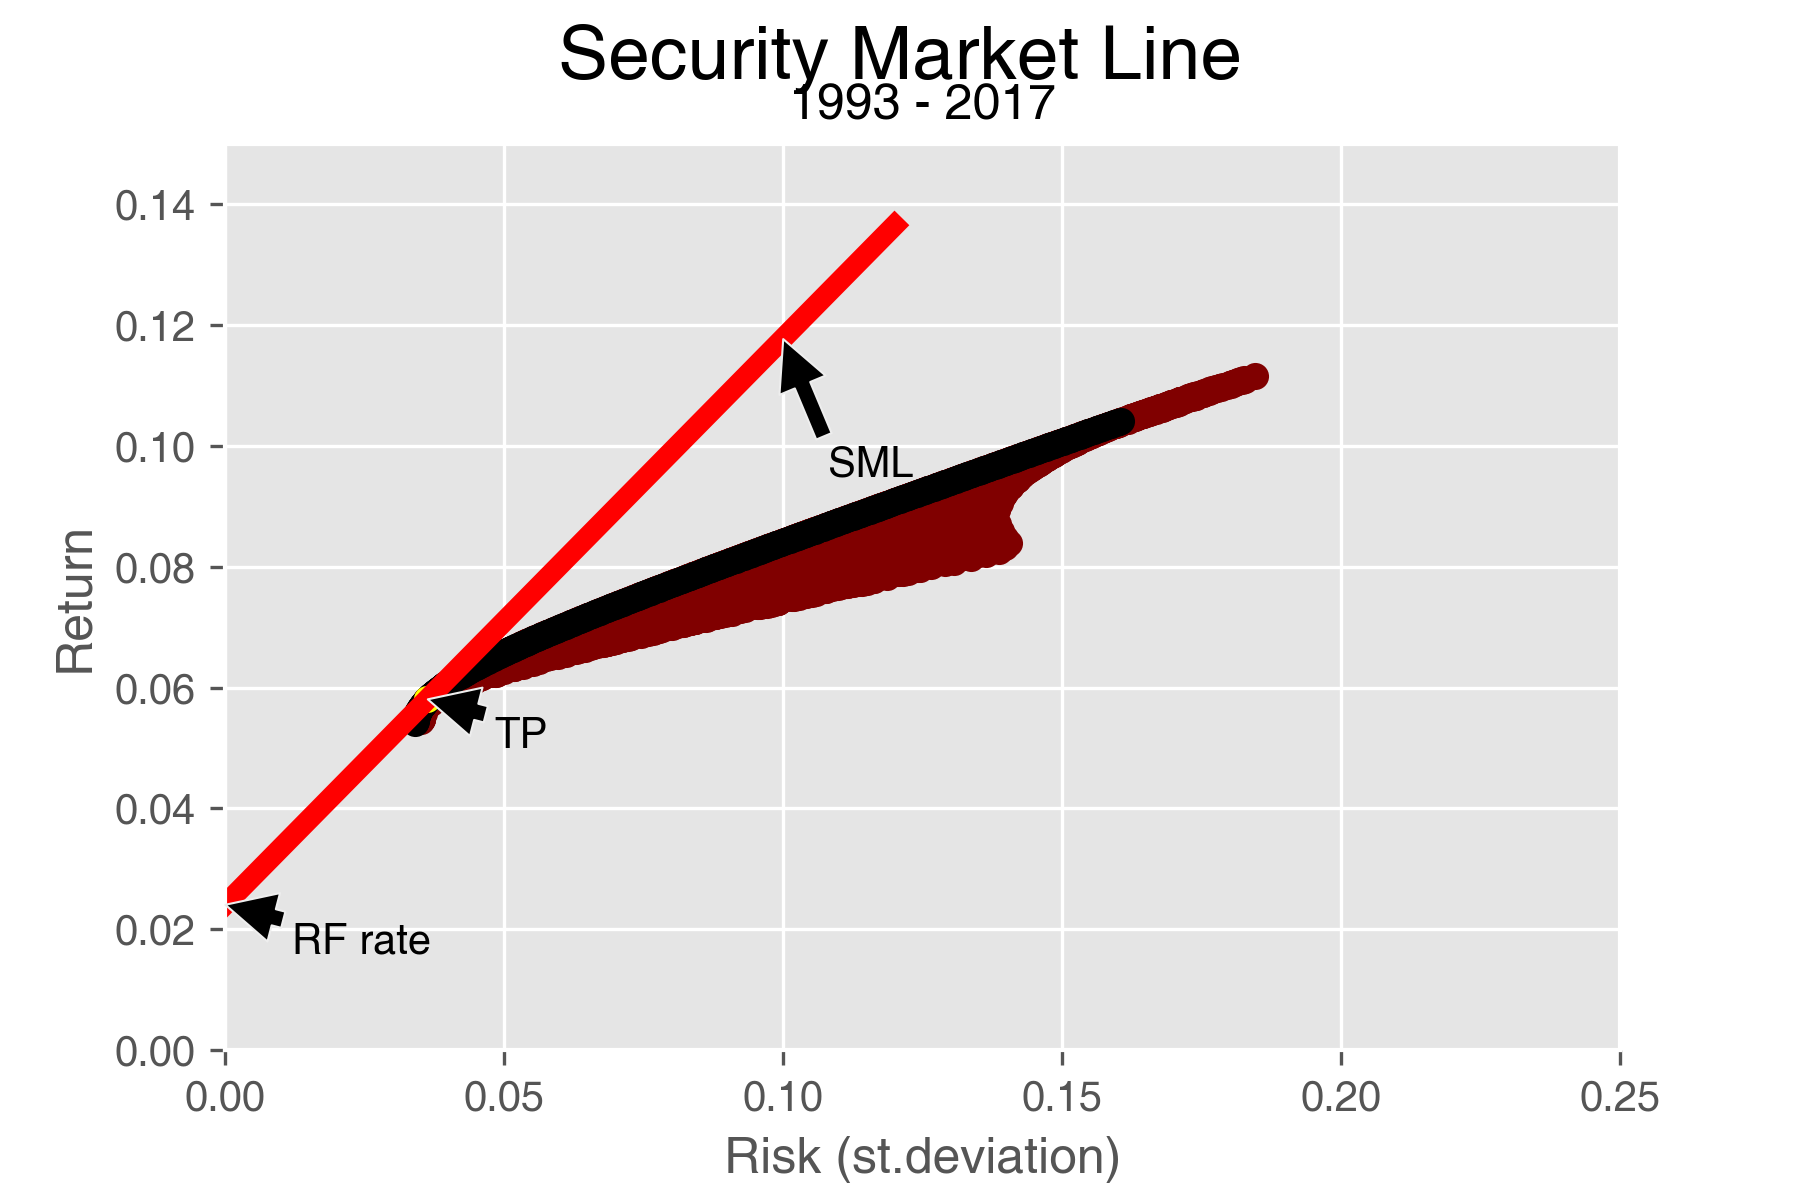 Security Market Line
1993 - 2017
0.14
0.12
0.10
0.08
0.06
0.04
0.02
0.00
Return
SML
TP
RF rate
0.00 0.05 0.10 0.15 0.20 0.25
Risk (st.deviation)